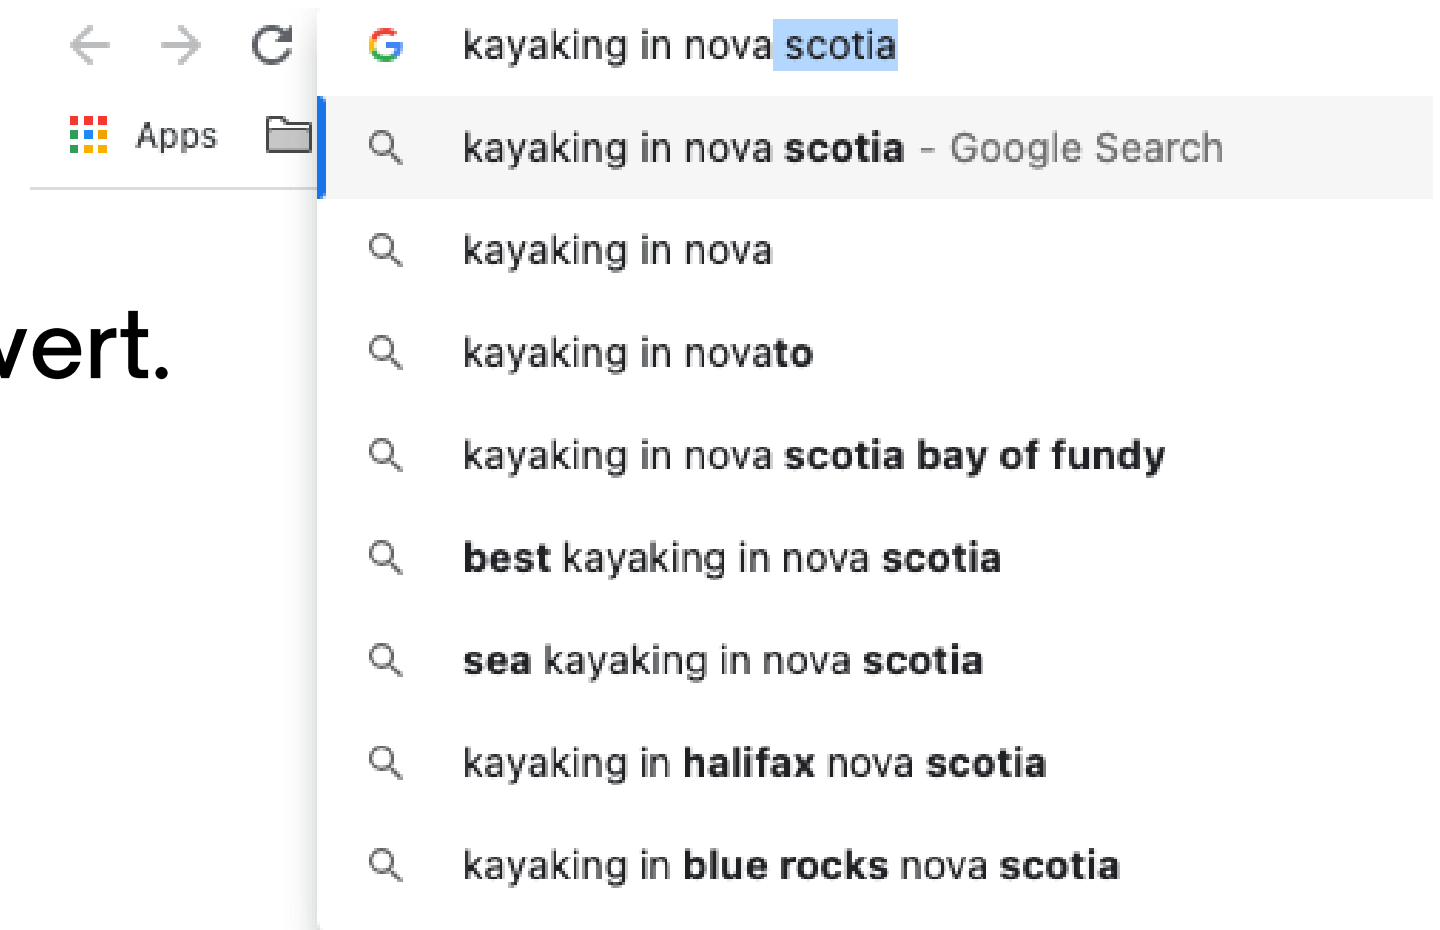 kayaking in nova scotia
Apps
kayaking in nova scotia - Google Search
kayaking in nova
kayaking in novato
vert.
kayaking in nova scotia bay of fundy
best kayaking in nova scotia
sea kayaking in nova scotia
kayaking in halifax nova scotia
kayaking in blue rocks nova scotia